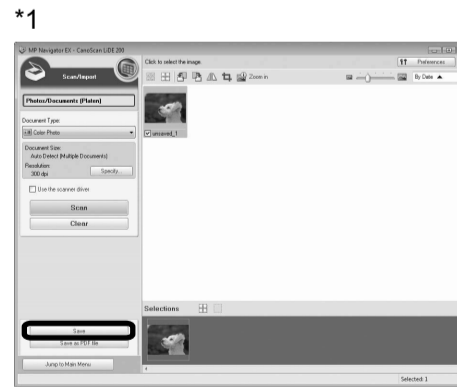 *1
MP Navigator EX - CanoScan LiDE 200
Scan/Import
Click to select the image.
Preferences
Zoom in
By Date ▲
Photos/Documents (Platen)
Document Type:
Color Photo
unsaved_1
Document Size:
Auto Detect (Multiple Documents)
Resolution:
300 dpi
Specify...
Use the scanner driver
Scan
Clear
Selections
Save
Save as PDF file
Jump to Main Menu
Selected: 1